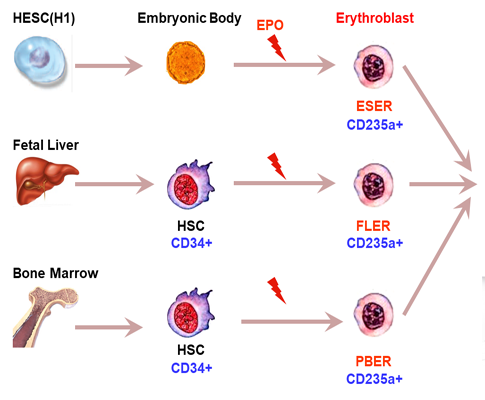 HESC(H1)
Embryonic Body
EPO
Erythroblast
ESER
CD235a+
Fetal Liver
HSC
CD34+
FLER
CD235a+
Bone Marrow
HSC
CD34+
PBER
CD235a+